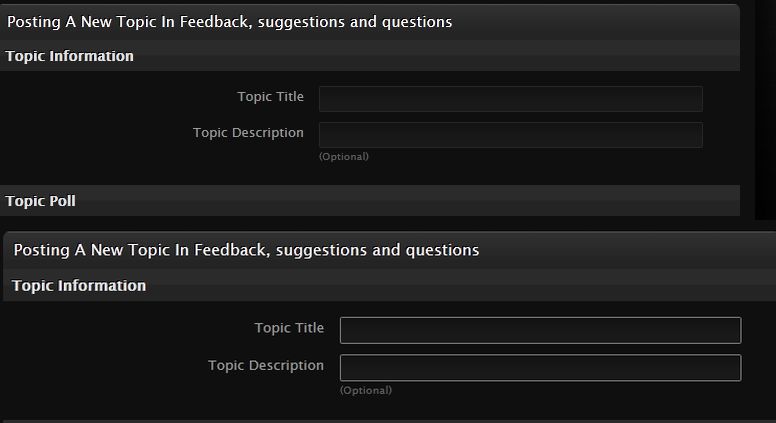 Posting A New Topic In Feedback, suggestions and questions
Topic Information
Topic Title
Topic Description
(Optional)
Topic Poll
Posting A New Topic In Feedback, suggestions and questions
Topic Information
Topic Title
Topic Description
(Optional)